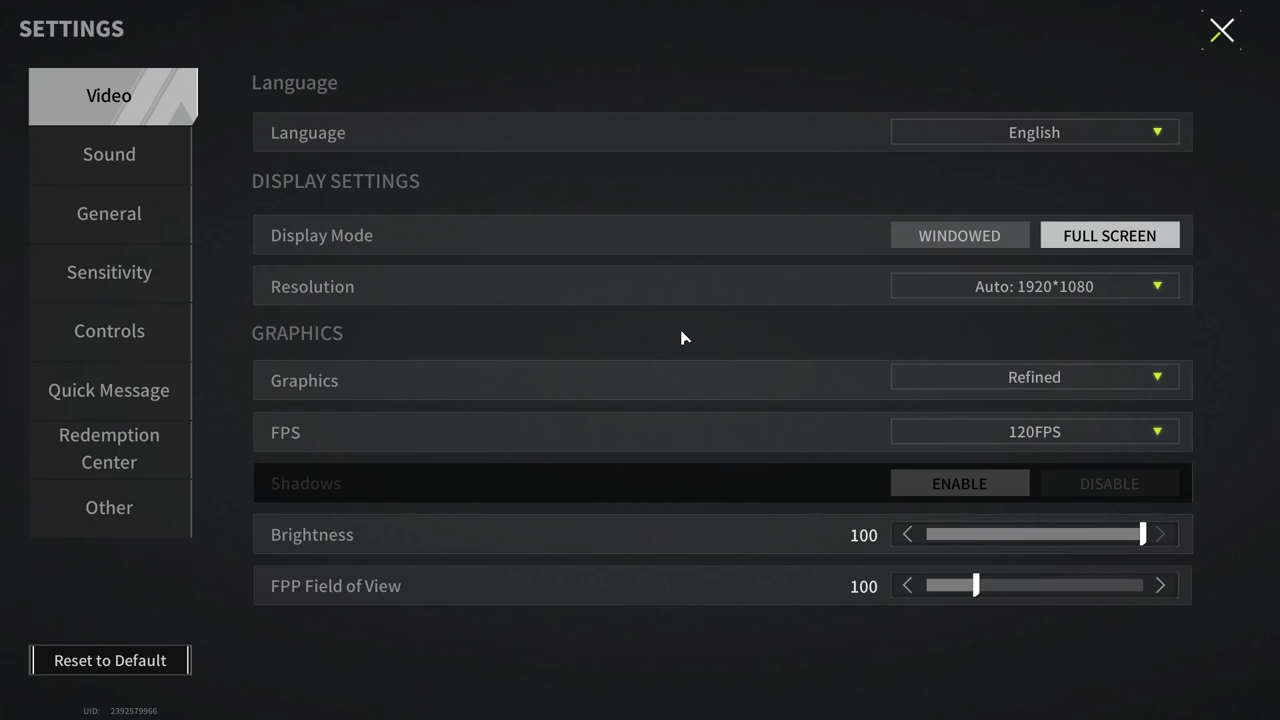 SETTINGS
Video
Sound
General
Sensitivity
Controls
Quick Message
Redemption
Center
Other
Reset to Default
UID: 2392579966
Language
Language
English
DISPLAY SETTINGS
Display Mode
WINDOWED
FULL SCREEN
Resolution
Auto: 1920*1080
GRAPHICS
Graphics
Refined
FPS
120FPS
Shadows
ENABLE
DISABLE
Brightness
100
FPP Field of View
100